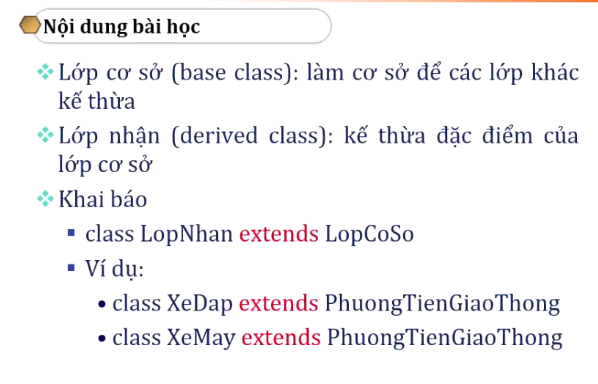 Nội dung bài học
Lớp cơ sở (base class): làm cơ sở để các lớp khác
kế thừa
Lớp nhận (derived class): kế thừa đặc điểm của
lớp cơ sở
Khai báo
class LopNhan extends LopCoSo
Ví dụ:
class XeDap extends PhuongTienGiaoThong
class XeMay extends PhuongTienGiaoThong